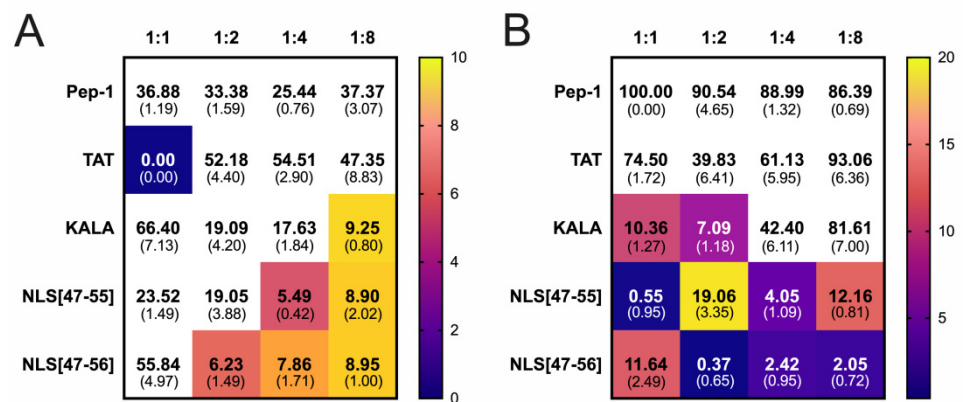 A B
1:1 1:2 1:4 1:8 1:1 1:2 1:4 1:8
10 20
Pep-1 36.88 33.38 25.44 37.37 Pep-1 100.00 90.54 88.99 86.39
(1.19) (1.59) (0.76) (3.07) (0.00) (4.65) (1.32) (0.69)
8
15
TAT 0.00 52.18 54.51 47.35 TAT 74.50 39.83 61.13 93.06
(0.00) (4.40) (2.90) (8.83) (1.72) (6.41) (5.95) (6.36)
6
KALA 66.40 19.09 17.63 9.25 KALA 10.36 7.09 42.40 81.61
(7.13) (4.20) (1.84) (0.80) (1.27) (1.18) (6.11) (7.00)
10
4
NLS[47-55] 23.52 19.05 5.49 8.90 NLS[47-55] 0.55 19.06 4.05 12.16
(1.49) (3.88) (0.42) (2.02) (0.95) (3.35) (1.09) (0.81)
2
5
NLS[47-56] 55.84 6.23 7.86 8.95 NLS[47-56] 11.64 0.37 2.42 2.05
(4.97) (1.49) (1.71) (1.00) (2.49) (0.65) (0.95) (0.72)
0